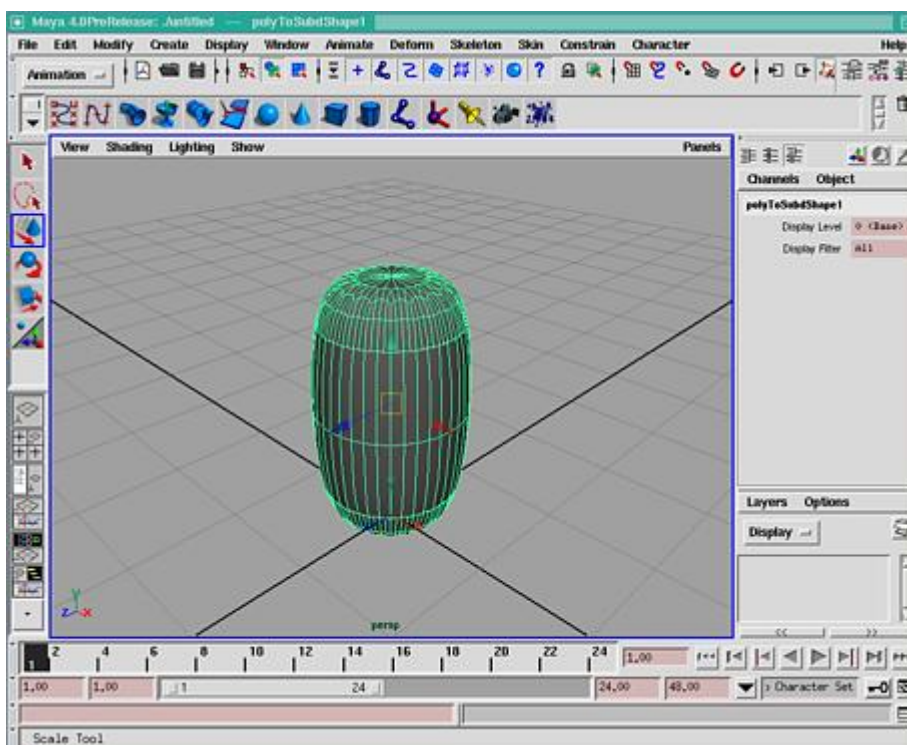 Maya 4.0PreRelease: ./untitled --- polyToSubdShape1
File Edit Modify Create Display Window Animate Deform Skeleton Skin Constrain Character Help
Animation
View Shading Lighting Show Panels
Channels Object
polyToSubdShape1
Display Level 0 (Base)
Display Filter All
Layers Options
Display
y
z x
persp
<< >>
1 2 4 6 8 10 12 14 16 18 20 22 24 1.00
1.00 1.00 1 24 24.00 48.00 Character Set
Scale Tool